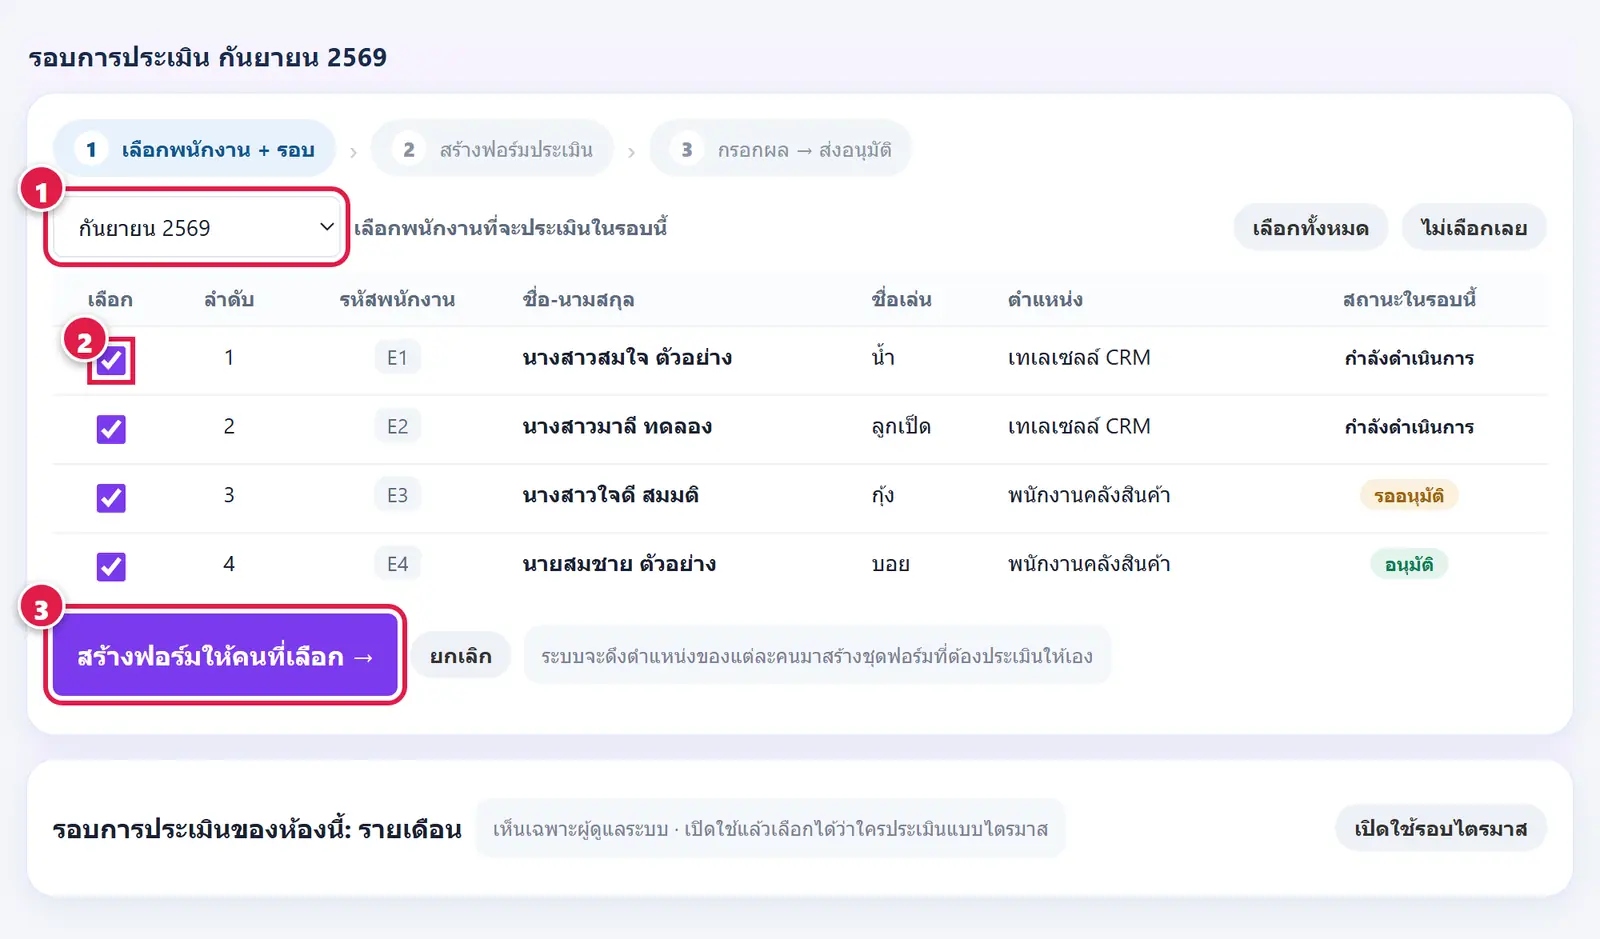 รอบการประเมิน กันยายน 2569
1 เลือกพนักงาน + รอบ › 2 สร้างฟอร์มประเมิน › 3 กรอกผล → ส่งอนุมัติ
1
กันยายน 2569 เลือกพนักงานที่จะประเมินในรอบนี้ เลือกทั้งหมด ไม่เลือกเลย
เลือก ลำดับ รหัสพนักงาน ชื่อ-นามสกุล ชื่อเล่น ตำแหน่ง สถานะในรอบนี้
2
1 E1 นางสาวสมใจ ตัวอย่าง น้ำ เทเลเซลล์ CRM กำลังดำเนินการ
2 E2 นางสาวมาลี ทดลอง ลูกเป็ด เทเลเซลล์ CRM กำลังดำเนินการ
3 E3 นางสาวใจดี สมมติ กุ้ง พนักงานคลังสินค้า รออนุมัติ
4 E4 นายสมชาย ตัวอย่าง บอย พนักงานคลังสินค้า อนุมัติ
3
สร้างฟอร์มให้คนที่เลือก → ยกเลิก ระบบจะดึงตำแหน่งของแต่ละคนมาสร้างชุดฟอร์มที่ต้องประเมินให้เอง
รอบการประเมินของห้องนี้: รายเดือน เห็นเฉพาะผู้ดูแลระบบ · เปิดใช้แล้วเลือกได้ว่าใครประเมินแบบไตรมาส เปิดใช้รอบไตรมาส